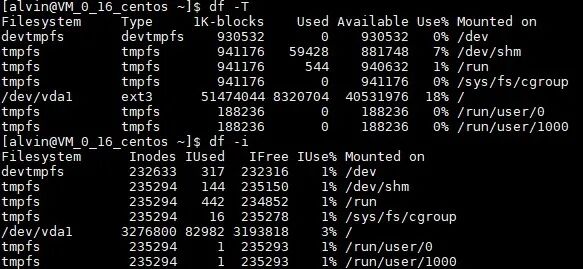 [alvin@VM_0_16_centos ~]$ df -T
Filesystem     Type     1K-blocks    Used Available Use% Mounted on
devtmpfs       devtmpfs    930532       0    930532   0% /dev
tmpfs          tmpfs       941176   59428    881748   7% /dev/shm
tmpfs          tmpfs       941176     544    940632   1% /run
tmpfs          tmpfs       941176       0    941176   0% /sys/fs/cgroup
/dev/vda1      ext3      51474044 8320704  40531976  18% /
tmpfs          tmpfs       188236       0    188236   0% /run/user/0
tmpfs          tmpfs       188236       0    188236   0% /run/user/1000
[alvin@VM_0_16_centos ~]$ df -i
Filesystem      Inodes IUsed   IFree IUse% Mounted on
devtmpfs        232633   317  232316    1% /dev
tmpfs           235294   144  235150    1% /dev/shm
tmpfs           235294   442  234852    1% /run
tmpfs           235294    16  235278    1% /sys/fs/cgroup
/dev/vda1      3276800 82982 3193818    3% /
tmpfs           235294     1  235293    1% /run/user/0
tmpfs           235294     1  235293    1% /run/user/1000